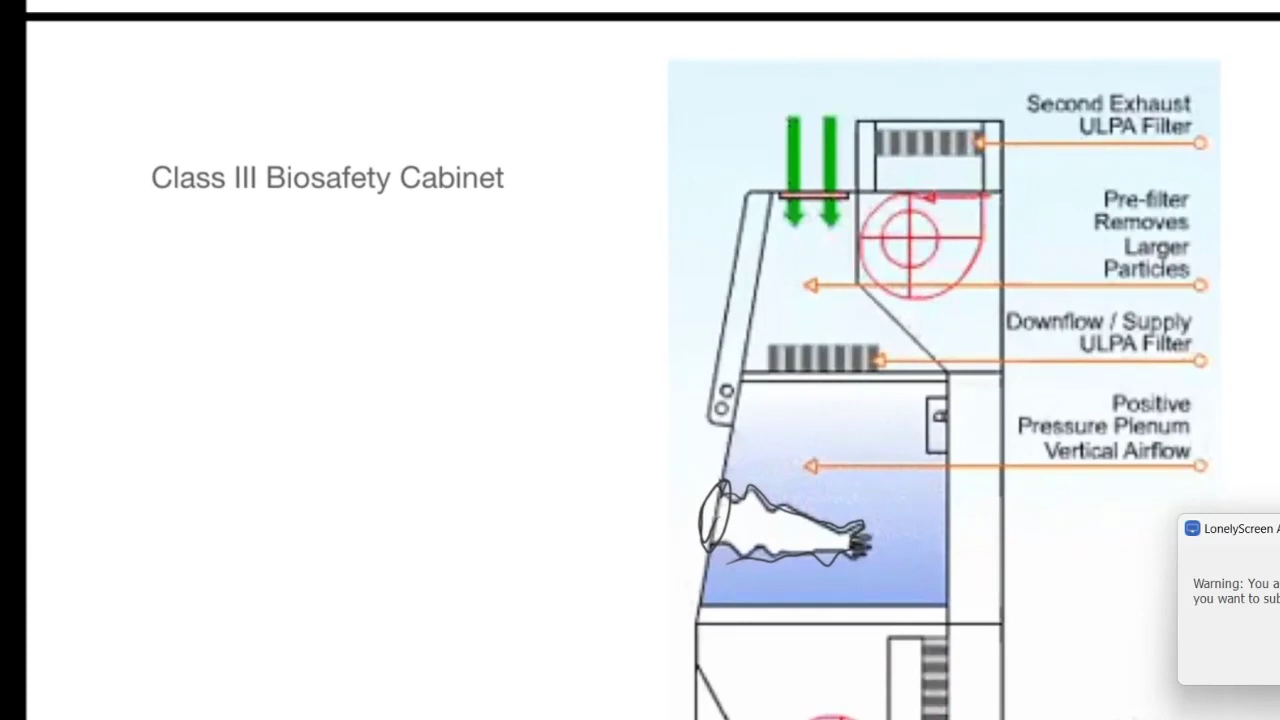 Class III Biosafety Cabinet
Second Exhaust
ULPA Filter
Pre-filter
Removes
Larger
Particles
Downflow / Supply
ULPA Filter
Positive
Pressure Plenum
Vertical Airflow
LonelyScreen A
Warning: You a
you want to sub